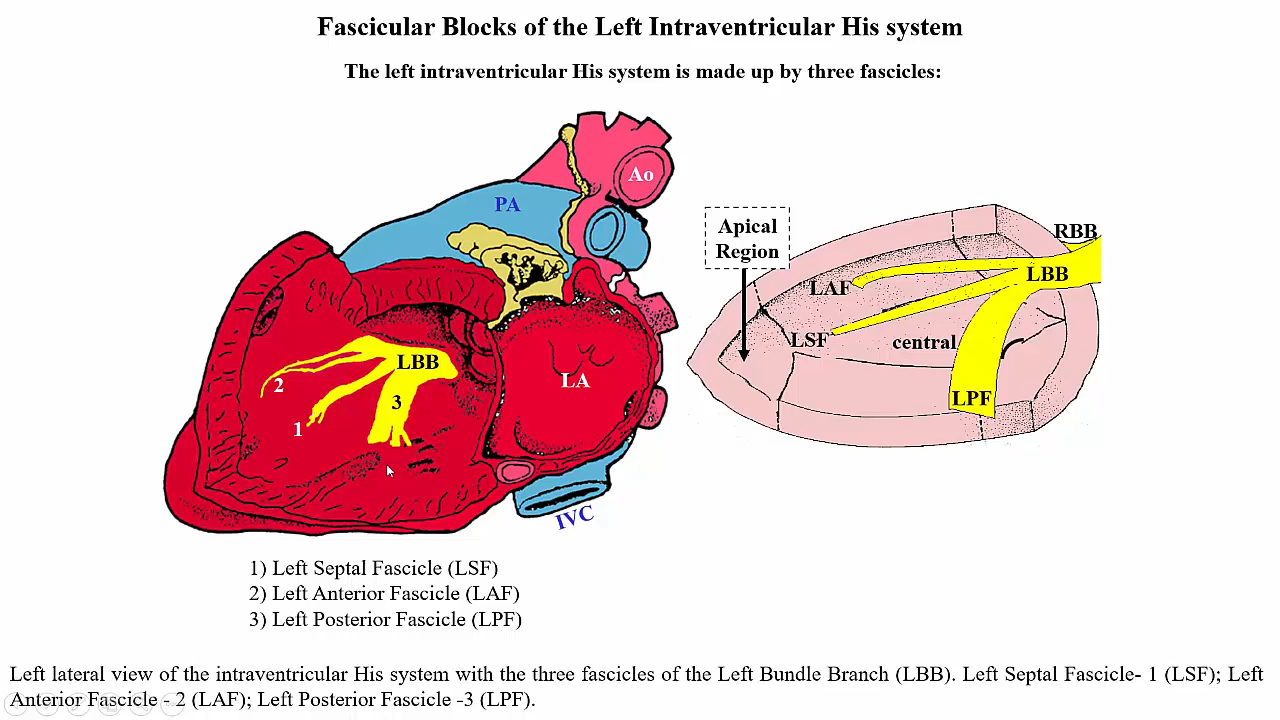 Fascicular Blocks of the Left Intraventricular His system
The left intraventricular His system is made up by three fascicles:
Ao
PA
LBB
2
3
1
LA
IVC
Apical
Region
RBB
LBB
LAF
LSF
central
LPF
1) Left Septal Fascicle (LSF)
2) Left Anterior Fascicle (LAF)
3) Left Posterior Fascicle (LPF)
Left lateral view of the intraventricular His system with the three fascicles of the Left Bundle Branch (LBB). Left Septal Fascicle- 1 (LSF); Left
Anterior Fascicle - 2 (LAF); Left Posterior Fascicle -3 (LPF).